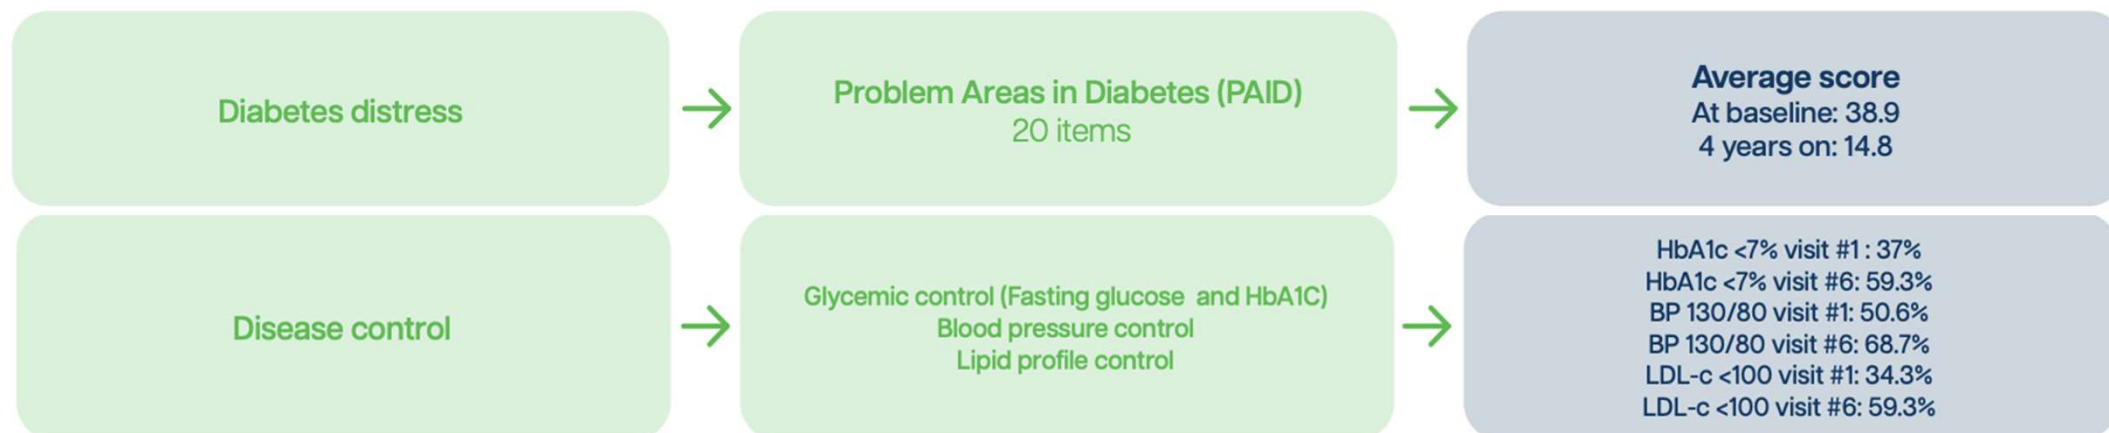 Diabetes distress
Problem Areas in Diabetes (PAID)
20 items
Average score
At baseline: 38.9
4 years on: 14.8
Disease control
Glycemic control (Fasting glucose  and HbA1C)
Blood pressure control
Lipid profile control
HbA1c <7% visit #1 : 37%
HbA1c <7% visit #6: 59.3%
BP 130/80 visit #1: 50.6%
BP 130/80 visit #6: 68.7%
LDL-c <100 visit #1: 34.3%
LDL-c <100 visit #6: 59.3%